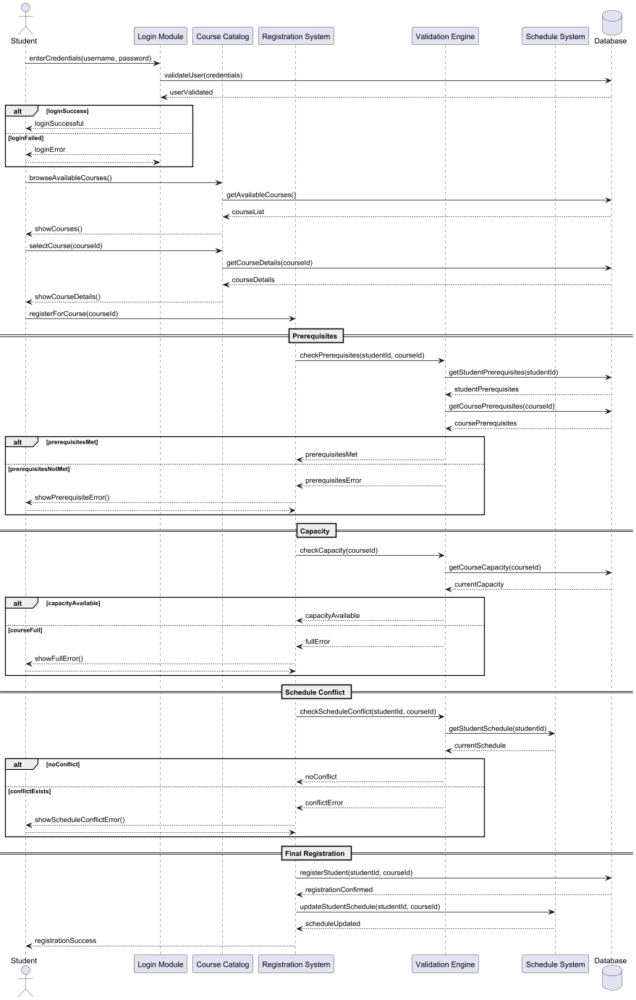 Student
Login Module
Course Catalog
Registration System
Validation Engine
Schedule System
Database
enterCredentials(username, password)
validateUser(credentials)
userValidated
alt [loginSuccess]
loginSuccessful
[loginFailed]
loginError
browseAvailableCourses()
getAvailableCourses()
courseList
showCourses()
selectCourse(courseId)
getCourseDetails(courseId)
courseDetails
showCourseDetails()
registerForCourse(courseId)
Prerequisites
checkPrerequisites(studentId, courseId)
getStudentPrerequisites(studentId)
studentPrerequisites
getCoursePrerequisites(courseId)
coursePrerequisites
alt [prerequisitesMet]
prerequisitesMet
[prerequisitesNotMet]
prerequisitesError
showPrerequisiteError()
Capacity
checkCapacity(courseId)
getCourseCapacity(courseId)
currentCapacity
alt [capacityAvailable]
capacityAvailable
[courseFull]
fullError
showFullError()
Schedule Conflict
checkScheduleConflict(studentId, courseId)
getStudentSchedule(studentId)
currentSchedule
alt [noConflict]
noConflict
[conflictExists]
conflictError
showScheduleConflictError()
Final Registration
registerStudent(studentId, courseId)
registrationConfirmed
updateStudentSchedule(studentId, courseId)
scheduleUpdated
registrationSuccess
Student
Login Module
Course Catalog
Registration System
Validation Engine
Schedule System
Database